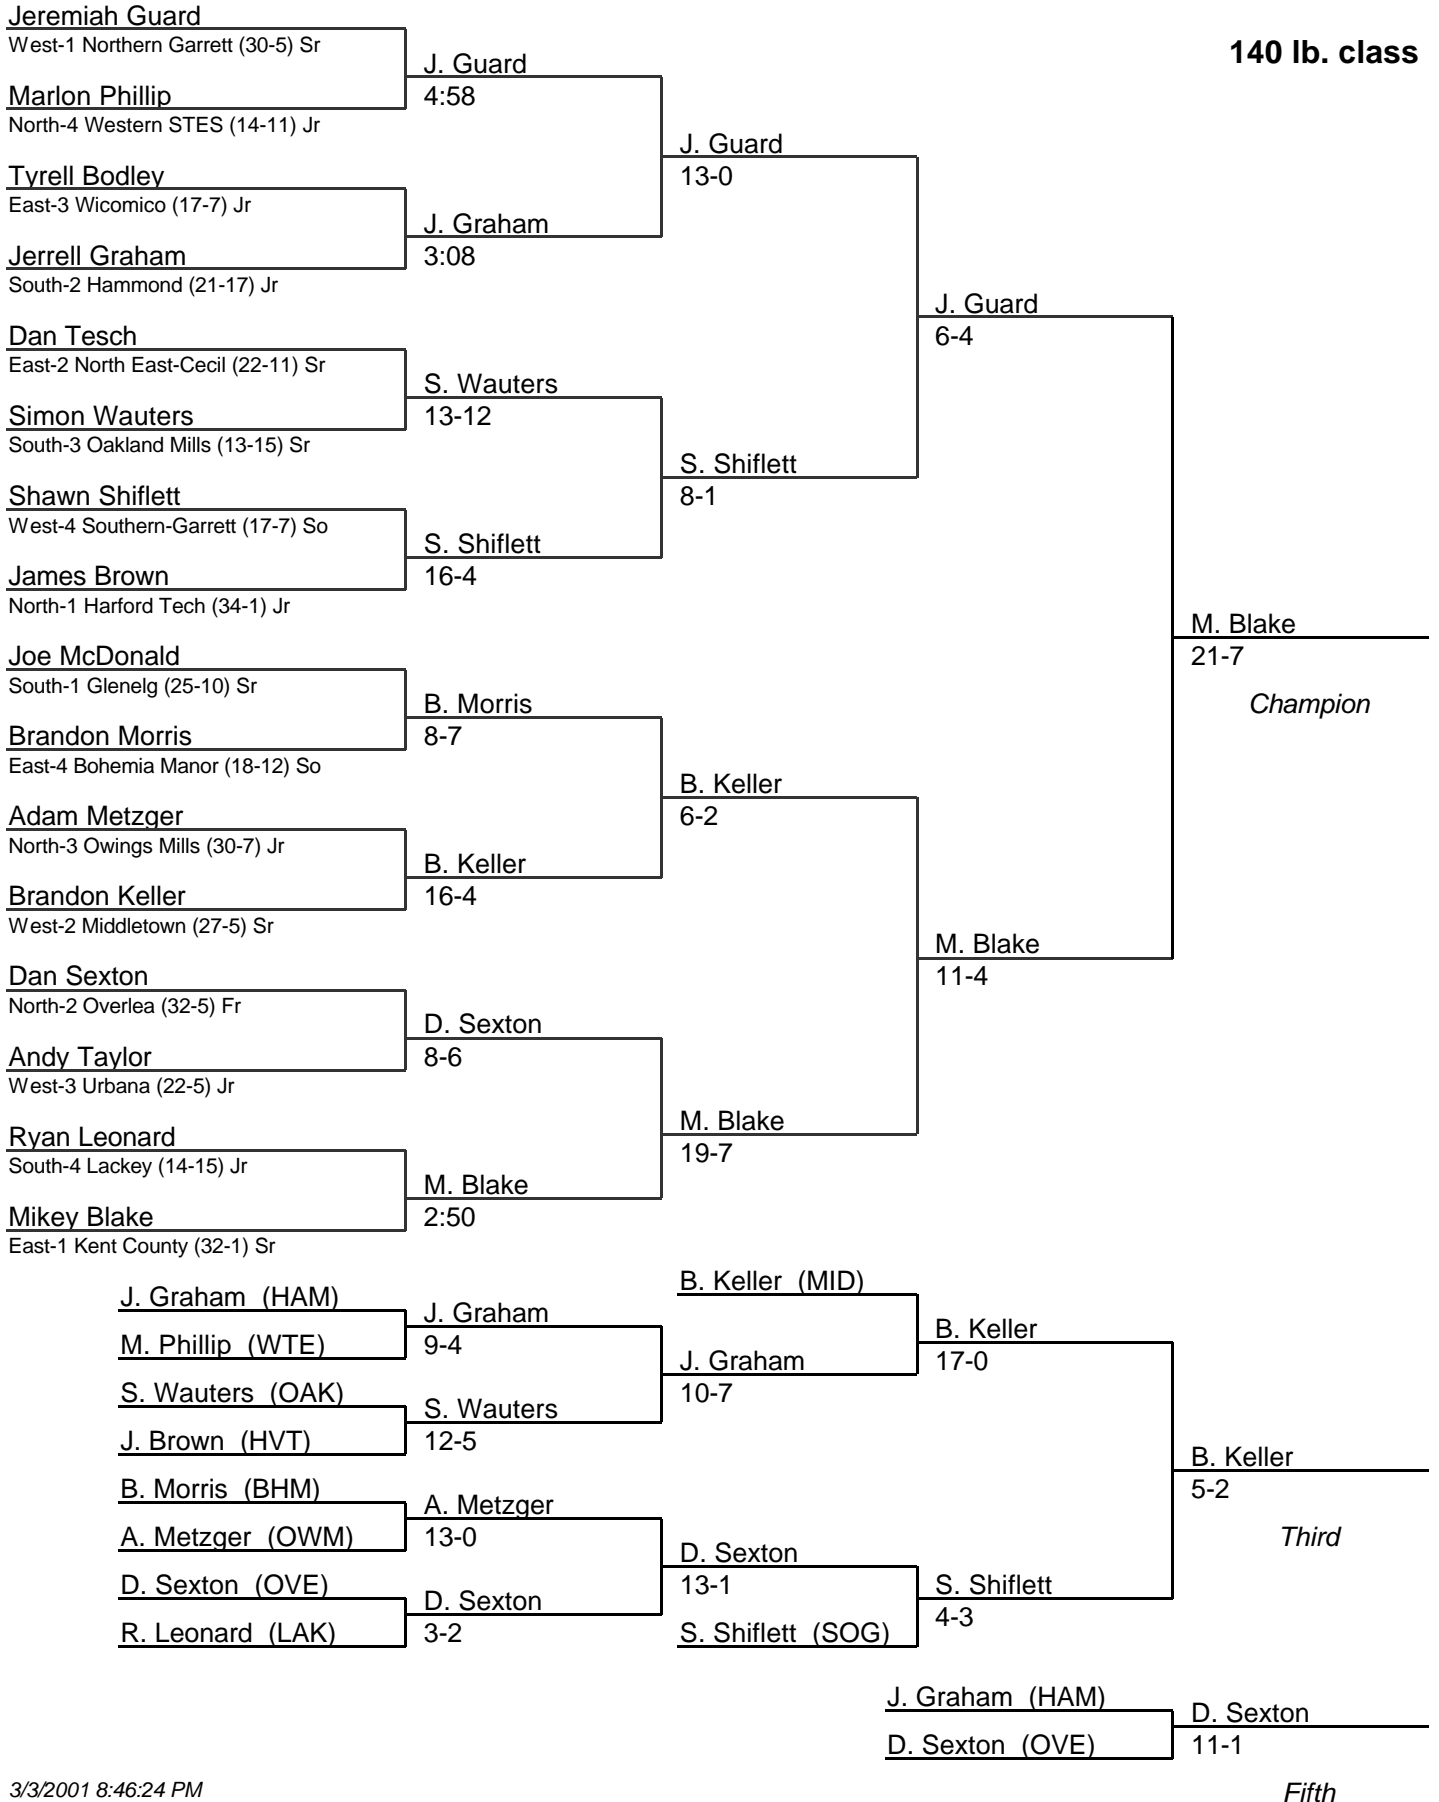 140 lb. class
Jeremiah Guard
West-1 Northern Garrett (30-5) Sr
J. Guard
4:58
Marlon Phillip
North-4 Western STES (14-11) Jr
J. Guard
13-0
Tyrell Bodley
East-3 Wicomico (17-7) Jr
J. Graham
3:08
Jerrell Graham
South-2 Hammond (21-17) Jr
J. Guard
6-4
Dan Tesch
East-2 North East-Cecil (22-11) Sr
S. Wauters
13-12
Simon Wauters
South-3 Oakland Mills (13-15) Sr
S. Shiflett
8-1
Shawn Shiflett
West-4 Southern-Garrett (17-7) So
S. Shiflett
16-4
James Brown
North-1 Harford Tech (34-1) Jr
M. Blake
21-7
Champion
Joe McDonald
South-1 Glenelg (25-10) Sr
B. Morris
8-7
Brandon Morris
East-4 Bohemia Manor (18-12) So
B. Keller
6-2
Adam Metzger
North-3 Owings Mills (30-7) Jr
B. Keller
16-4
Brandon Keller
West-2 Middletown (27-5) Sr
M. Blake
11-4
Dan Sexton
North-2 Overlea (32-5) Fr
D. Sexton
8-6
Andy Taylor
West-3 Urbana (22-5) Jr
M. Blake
19-7
Ryan Leonard
South-4 Lackey (14-15) Jr
M. Blake
2:50
Mikey Blake
East-1 Kent County (32-1) Sr
J. Graham (HAM)
M. Phillip (WTE)
J. Graham
9-4
S. Wauters (OAK)
J. Brown (HVT)
S. Wauters
12-5
B. Keller (MID)
J. Graham
10-7
B. Keller
17-0
B. Morris (BHM)
A. Metzger (OWM)
A. Metzger
13-0
D. Sexton (OVE)
R. Leonard (LAK)
D. Sexton
3-2
D. Sexton
13-1
S. Shiflett (SOG)
S. Shiflett
4-3
B. Keller
5-2
Third
J. Graham (HAM)
D. Sexton (OVE)
D. Sexton
11-1
Fifth
3/3/2001 8:46:24 PM